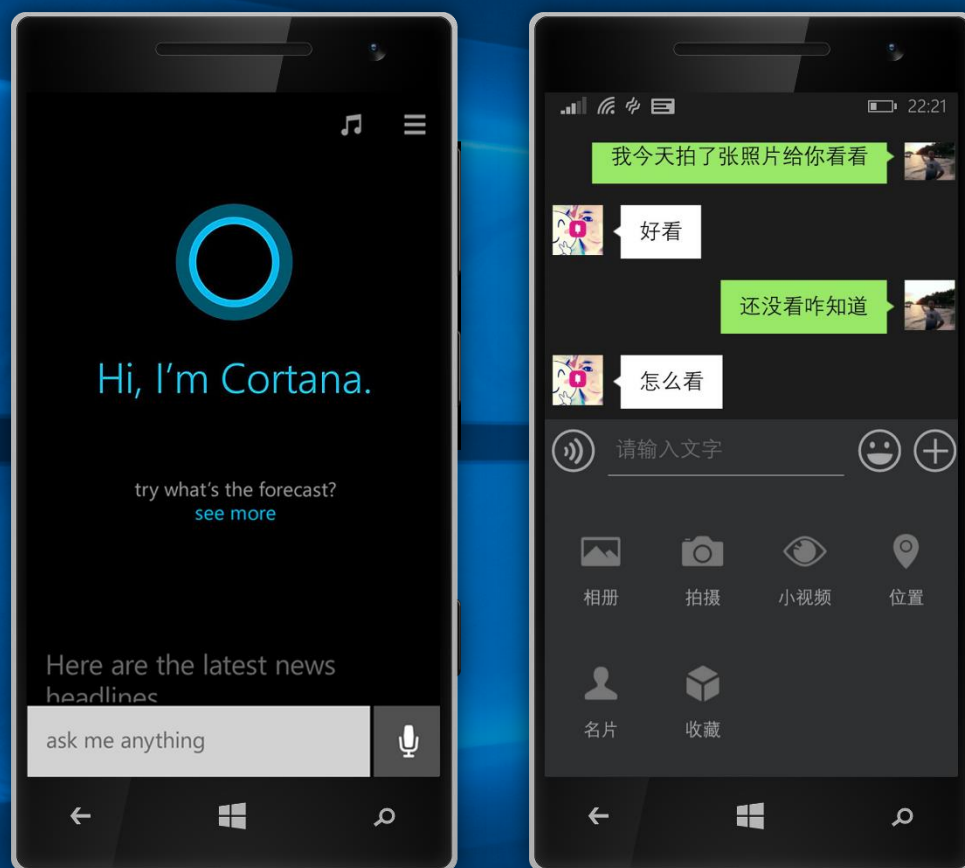 Hi, I'm Cortana.
try what's the forecast?
see more
Here are the latest news
headlines
ask me anything
22:21
我今天拍了张照片给你看看
好看
还没看咋知道
怎么看
请输入文字
相册
拍摄
小视频
位置
名片
收藏